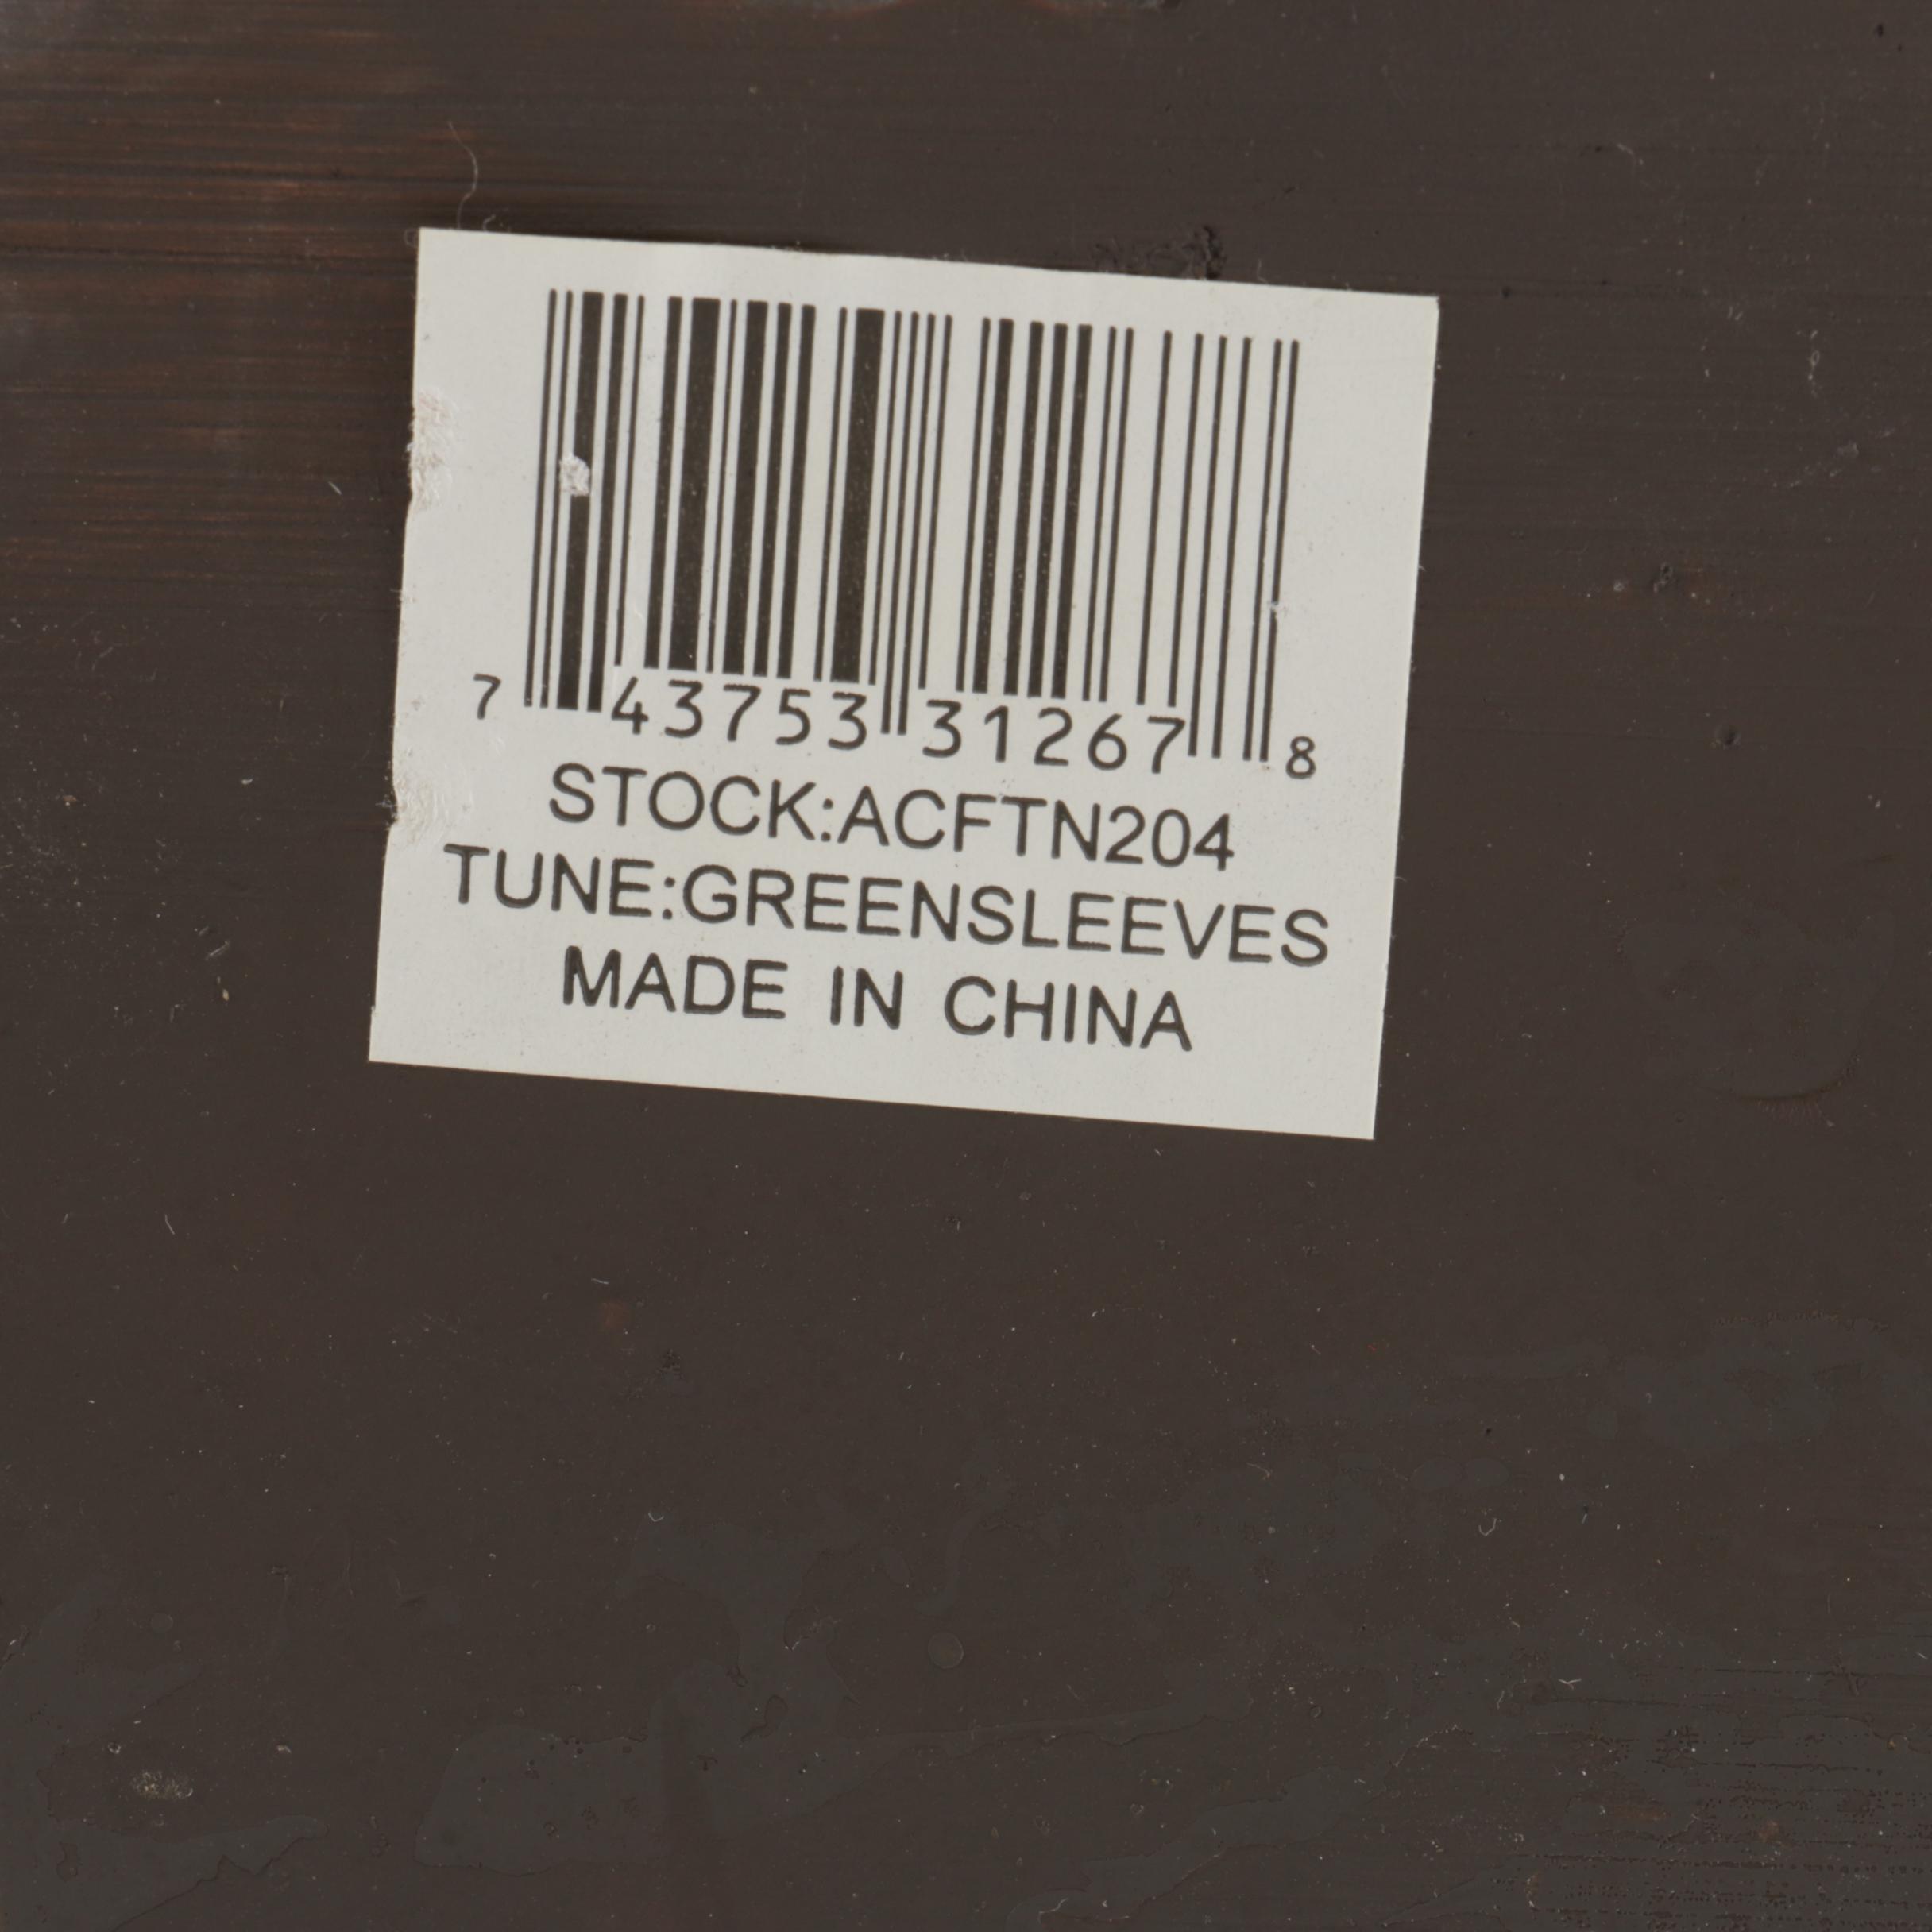 7 43753 31267 8
STOCK:ACFTN204
TUNE:GREENSLEEVES
MADE IN CHINA